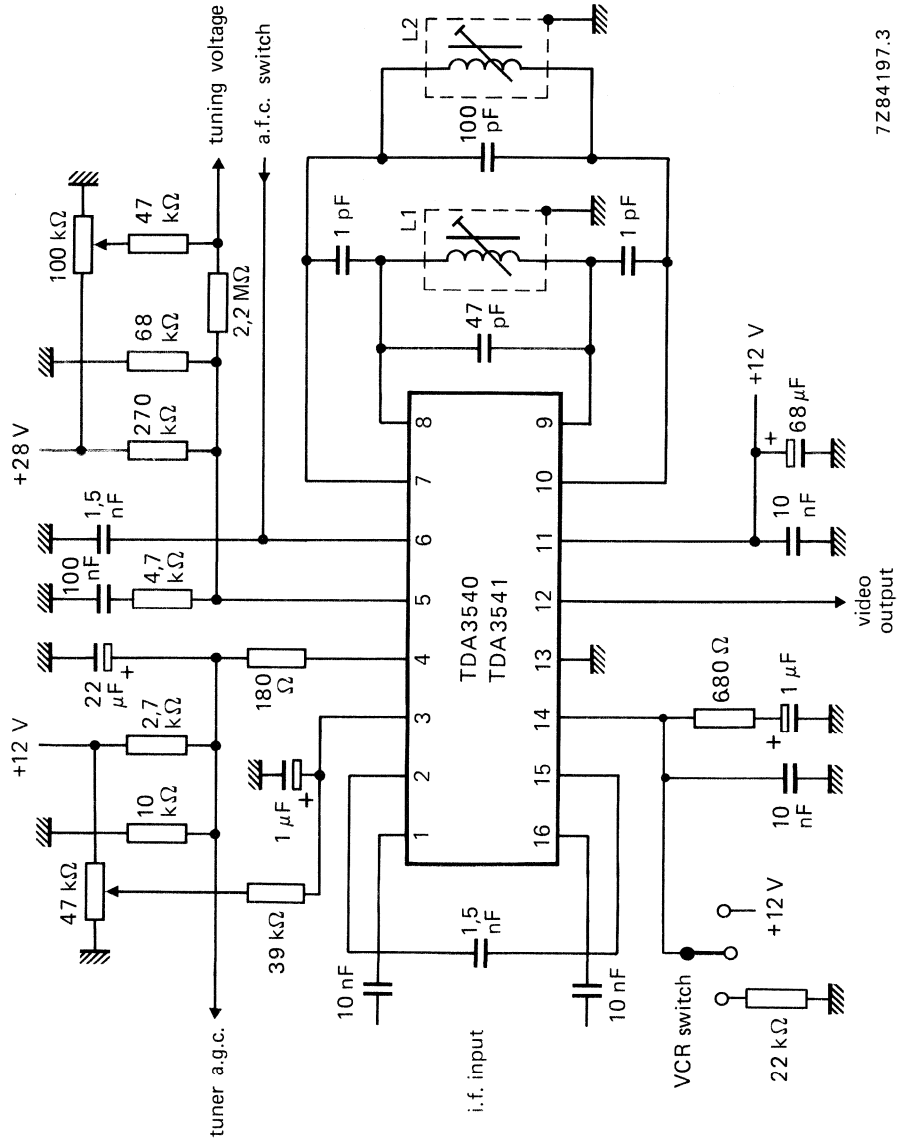 L2
tuning voltage
a.f.c. switch
7Z84197.3
100 kΩ
47
kΩ
2,2 MΩ
68
kΩ
270
kΩ
+28 V
1,5
nF
100
nF
4,7
kΩ
22
μF
+
180
Ω
+12 V
2,7
kΩ
10
kΩ
47 kΩ
39 kΩ
1 μF
+
tuner a.g.c.
100
pF
1 pF
L1
47
pF
1 pF
8
7
6
5
4
3
2
1
TDA3540
TDA3541
9
10
11
12
13
14
15
16
10 nF
1,5
nF
10 nF
i.f. input
+12 V
+
68 μF
10
nF
video
output
680 Ω
+
1 μF
10
nF
+12 V
VCR switch
22 kΩ